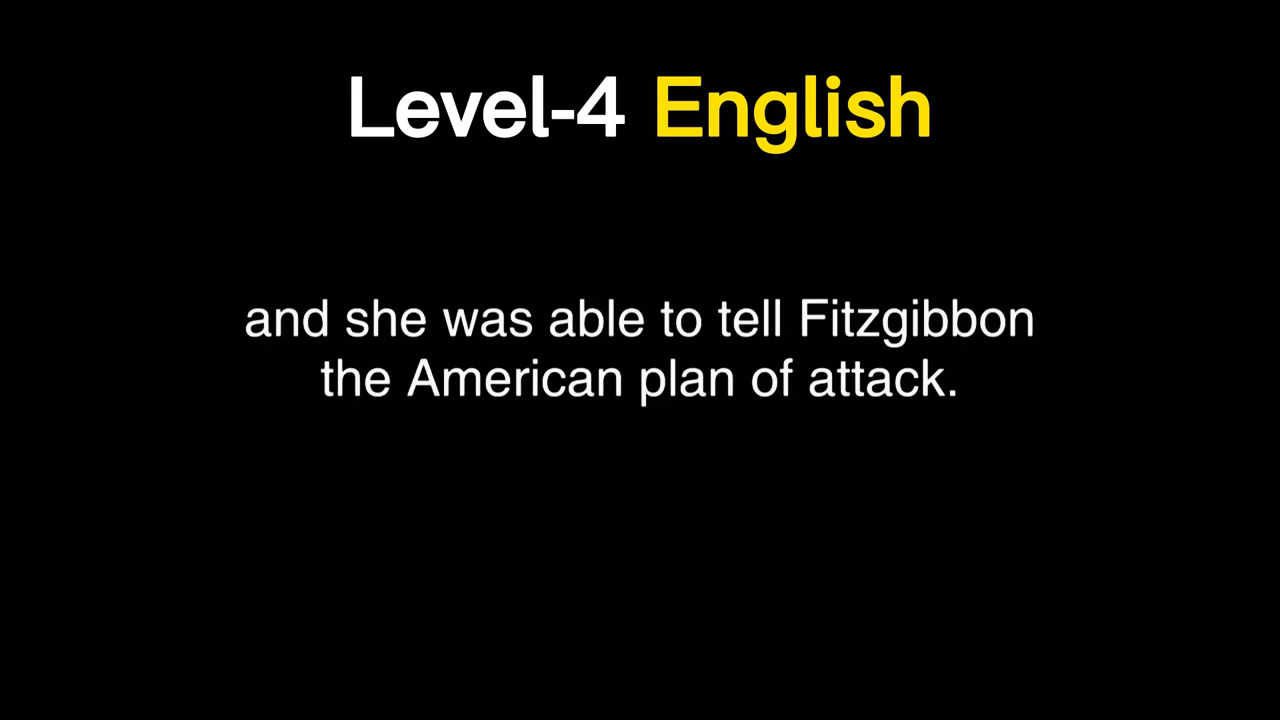 Level-4 English
and she was able to tell Fitzgibbon
the American plan of attack.